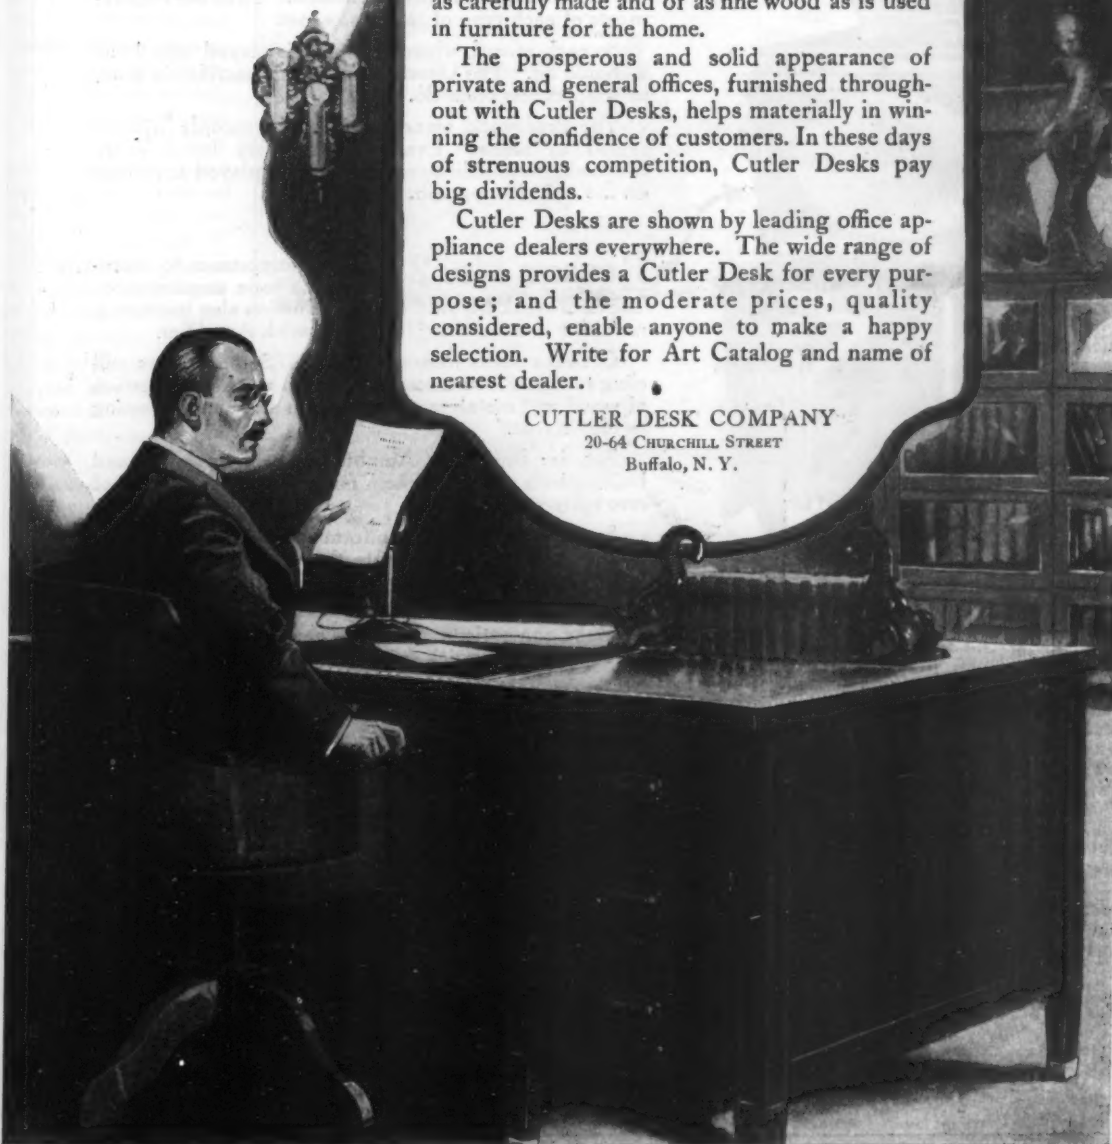 as carefully made and of as fine wood as is used
in furniture for the home.
The prosperous and solid appearance of
private and general offices, furnished through-
out with Cutler Desks, helps materially in win-
ning the confidence of customers. In these days
of strenuous competition, Cutler Desks pay
big dividends.
Cutler Desks are shown by leading office ap-
pliance dealers everywhere. The wide range of
designs provides a Cutler Desk for every pur-
pose; and the moderate prices, quality
considered, enable anyone to make a happy
selection. Write for Art Catalog and name of
nearest dealer.
CUTLER DESK COMPANY
20-64 CHURCHILL STREET
Buffalo, N. Y.